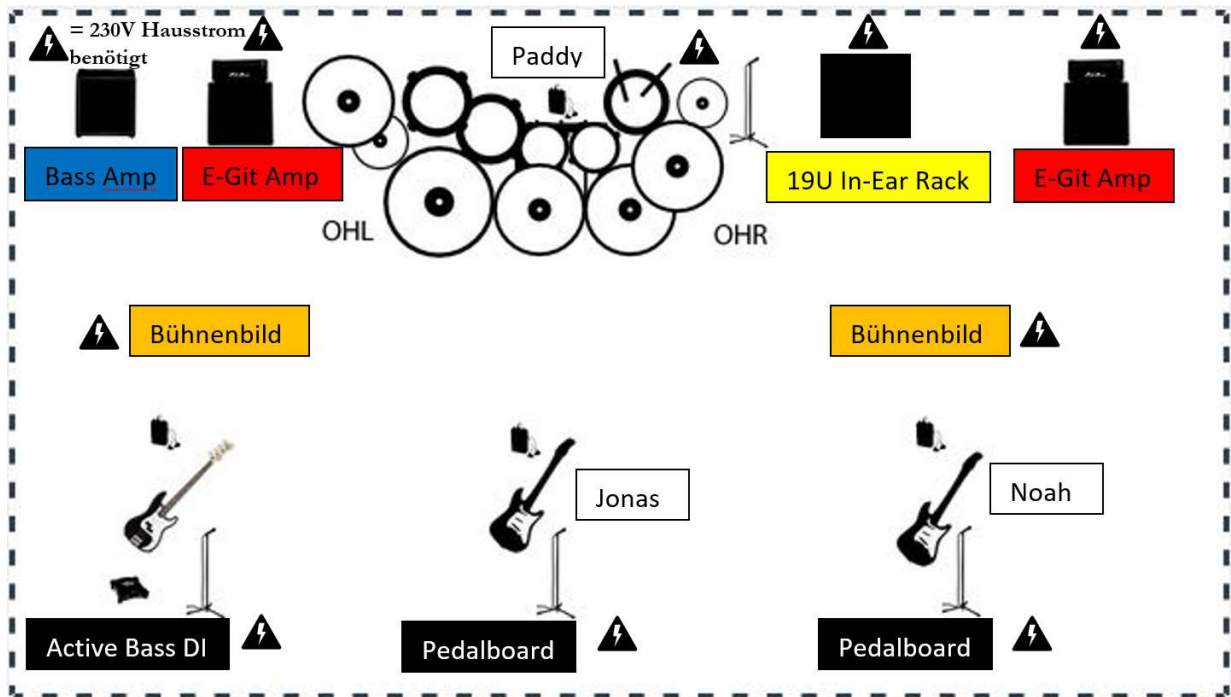 = 230V Hausstrom
benötigt
Paddy
Bass Amp
E-Git Amp
19U In-Ear Rack
E-Git Amp
OHL
OHR
Bühnenbild
Bühnenbild
Jonas
Noah
Active Bass DI
Pedalboard
Pedalboard